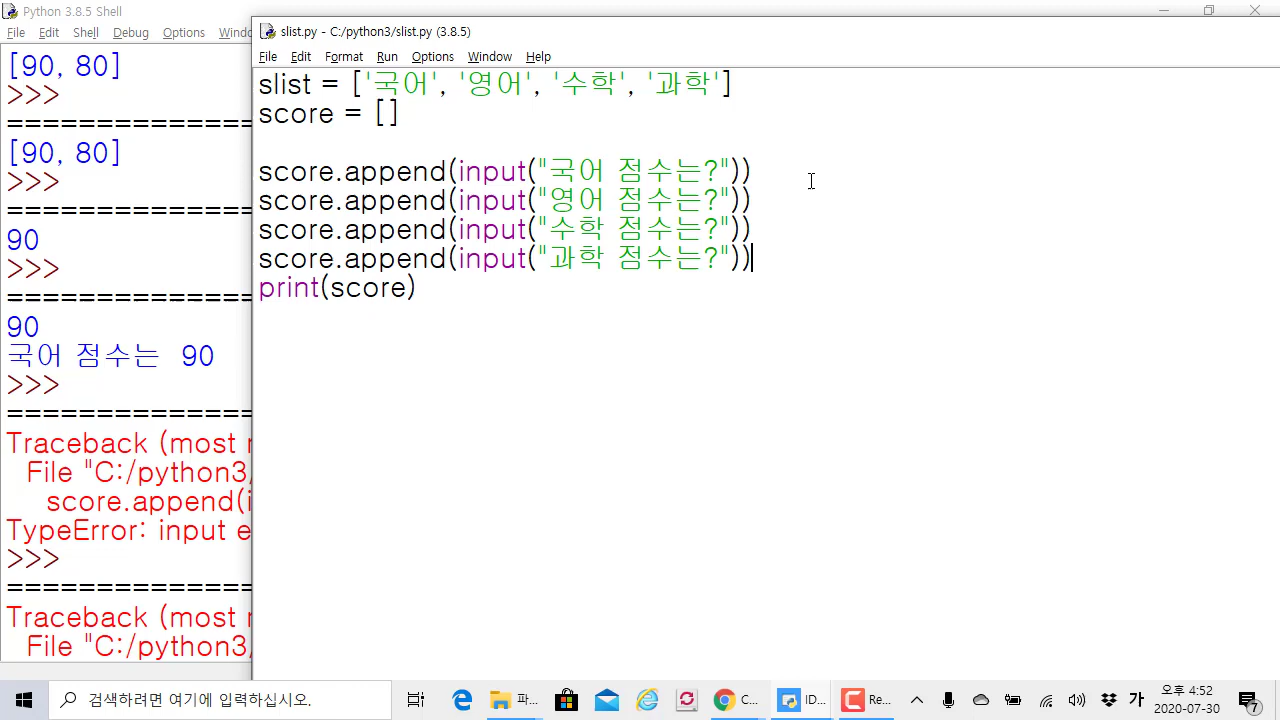 Python 3.8.5 Shell
File Edit Shell Debug Options Windo
[90, 80]
>>>
=================
[90, 80]
>>>
=================
90
>>>
=================
90
국어 점수는  90
>>>
=================
Traceback (most r
File "C:/python3/
score.append(i
TypeError: input e
>>>
=================
Traceback (most r
File "C:/python3/
slist.py - C:/python3/slist.py (3.8.5)
File Edit Format Run Options Window Help
slist = ['국어', '영어', '수학', '과학']
score = []
score.append(input("국어 점수는?"))
score.append(input("영어 점수는?"))
score.append(input("수학 점수는?"))
score.append(input("과학 점수는?"))
print(score)
검색하려면 여기에 입력하십시오.
파...
C...
ID...
Re...
가
오후 4:52
2020-07-30
7